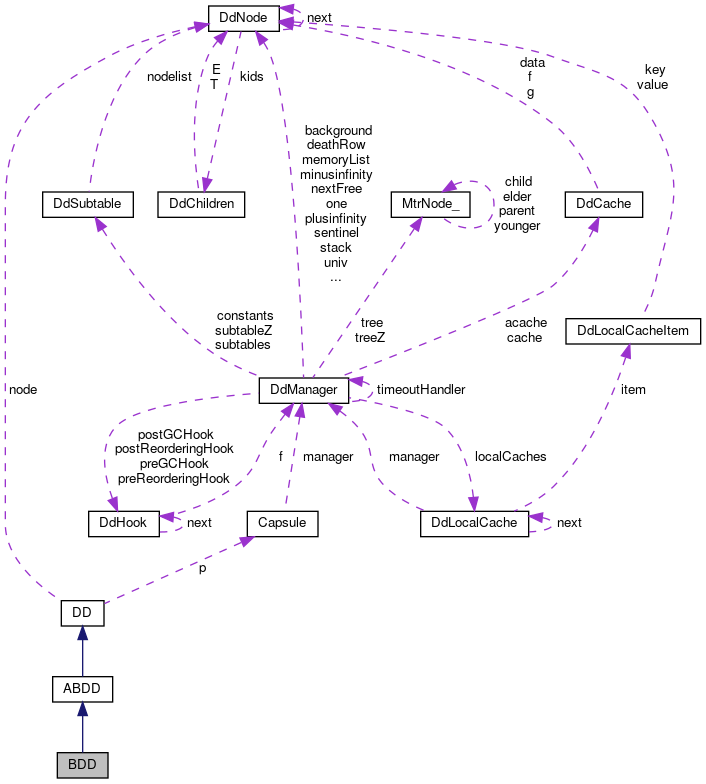 DdNode
next
data
f
g
E
T
key
value
nodelist
kids
background
deathRow
memoryList
minusinfinity
nextFree
one
plusinfinity
sentinel
stack
univ
...
child
elder
parent
younger
DdSubtable
DdChildren
MtrNode_
DdCache
constants
subtableZ
subtables
tree
treeZ
acache
cache
DdLocalCacheItem
node
DdManager
timeoutHandler
item
postGCHook
postReorderingHook
preGCHook
preReorderingHook
f
manager
manager
localCaches
DdHook
next
Capsule
DdLocalCache
next
p
DD
ABDD
BDD